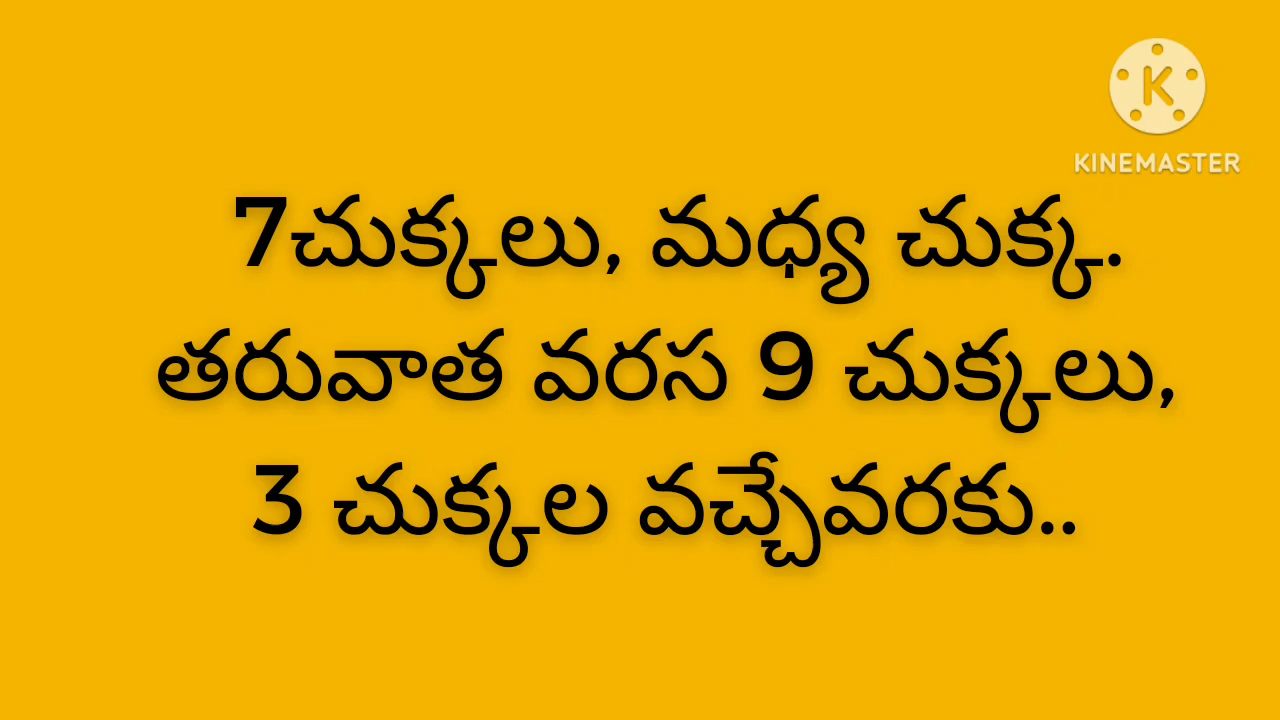 K
KINEMASTER
7చుక్కలు, మధ్య చుక్క.
తరువాత వరస 9 చుక్కలు,
3 చుక్కల వచ్చేవరకు..